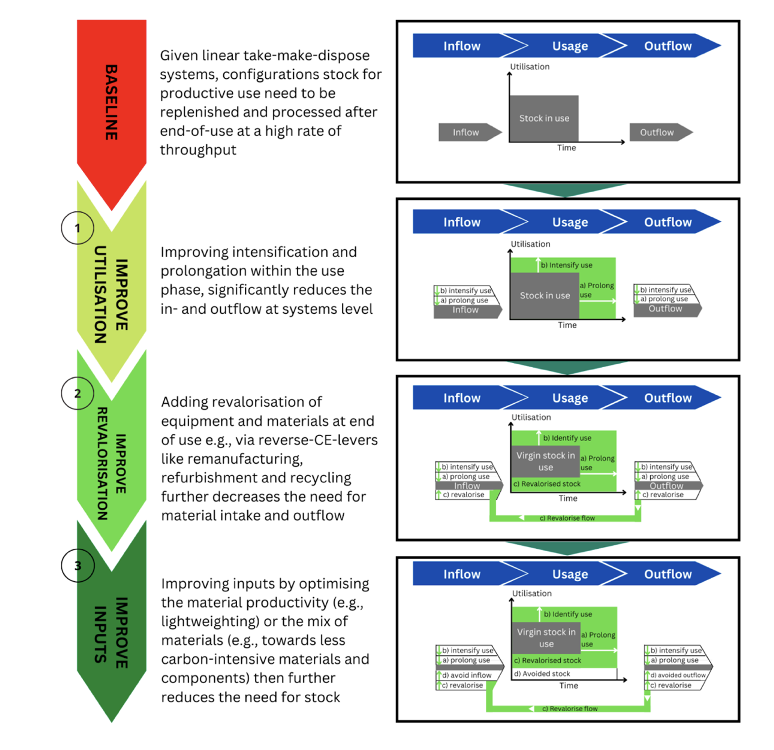 BASELINE
Given linear take-make-dispose
systems, configurations stock for
productive use need to be
replenished and processed after
end-of-use at a high rate of
throughput
Inflow
Usage
Outflow
Utilisation
Stock in use
Inflow
Outflow
Time
1
IMPROVE
UTILISATION
Improving intensification and
prolongation within the use
phase, significantly reduces the
in- and outflow at systems level
Inflow
Usage
Outflow
Utilisation
b) Intensify use
a) Prolong
use
Stock in use
b) intensify use
a) prolong use
Inflow
b) intensify use
a) prolong use
Outflow
Time
2
IMPROVE
REVALORISATION
Adding revalorisation of
equipment and materials at end
of use e.g., via reverse-CE-levers
like remanufacturing,
refurbishment and recycling
further decreases the need for
material intake and outflow
Inflow
Usage
Outflow
Utilisation
b) Identify use
Virgin stock in
use
a) Prolong
use
c) Revalorised stock
b) intensify use
a) prolong use
Inflow
c) revalorise
b) intensify use
a) prolong use
Outflow
c) revalorise
Time
c) Revalorise flow
3
IMPROVE
INPUTS
Improving inputs by optimising
the material productivity (e.g.,
lightweighting) or the mix of
materials (e.g., towards less
carbon-intensive materials and
components) then further
reduces the need for stock
Inflow
Usage
Outflow
Utilisation
b) Identify use
Virgin stock in
use
a) Prolong
use
c) Revalorised stock
d) Avoided stock
b) intensify use
a) prolong use
d) avoid inflow
c) revalorise
b) intensify use
a) prolong use
d) avoided outflow
c) revalorise
Time
c) Revalorise flow